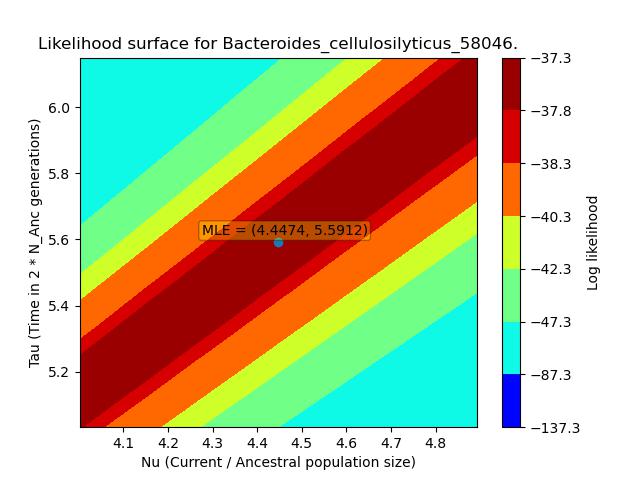 Likelihood surface for Bacteroides_cellulosilyticus_58046.
Tau (Time in 2 * N_Anc generations)
6.0
5.8
5.6
5.4
5.2
MLE = (4.4474, 5.5912)
4.1 4.2 4.3 4.4 4.5 4.6 4.7 4.8
Nu (Current / Ancestral population size)
−37.3
−37.8
−38.3
−40.3
−42.3
−47.3
−87.3
−137.3
Log likelihood